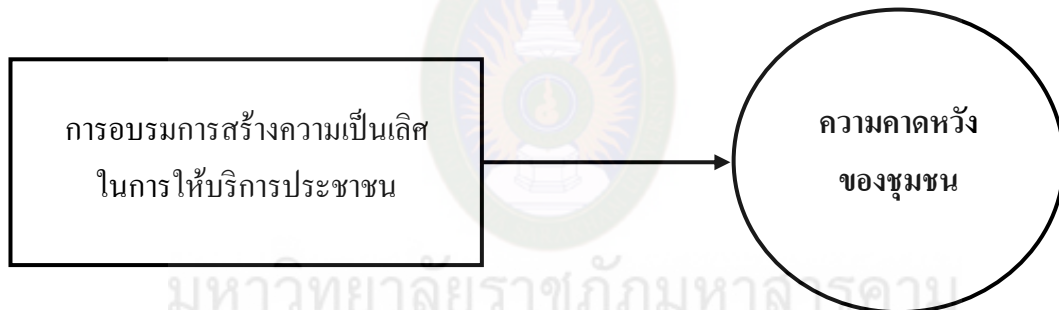 การอบรมการสร้างความเป็นเลิศ
ในการให้บริการประชาชน
ความคาดหวัง
ของชุมชน
มหาวิทยาลัยราชภัฏมหาสารคาม